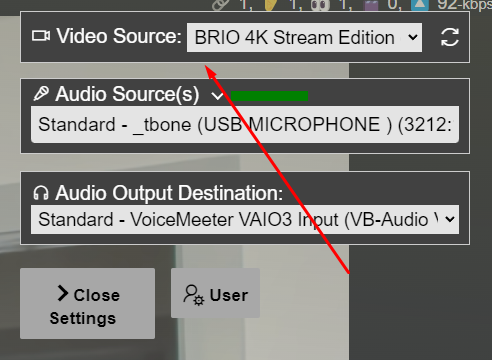 1, 1, 1, 0, 92-kbps
Video Source: BRIO 4K Stream Edition
Audio Source(s)
Standard - _tbone (USB MICROPHONE ) (3212:
Audio Output Destination:
Standard - VoiceMeeter VAIO3 Input (VB-Audio V
Close
Settings
User